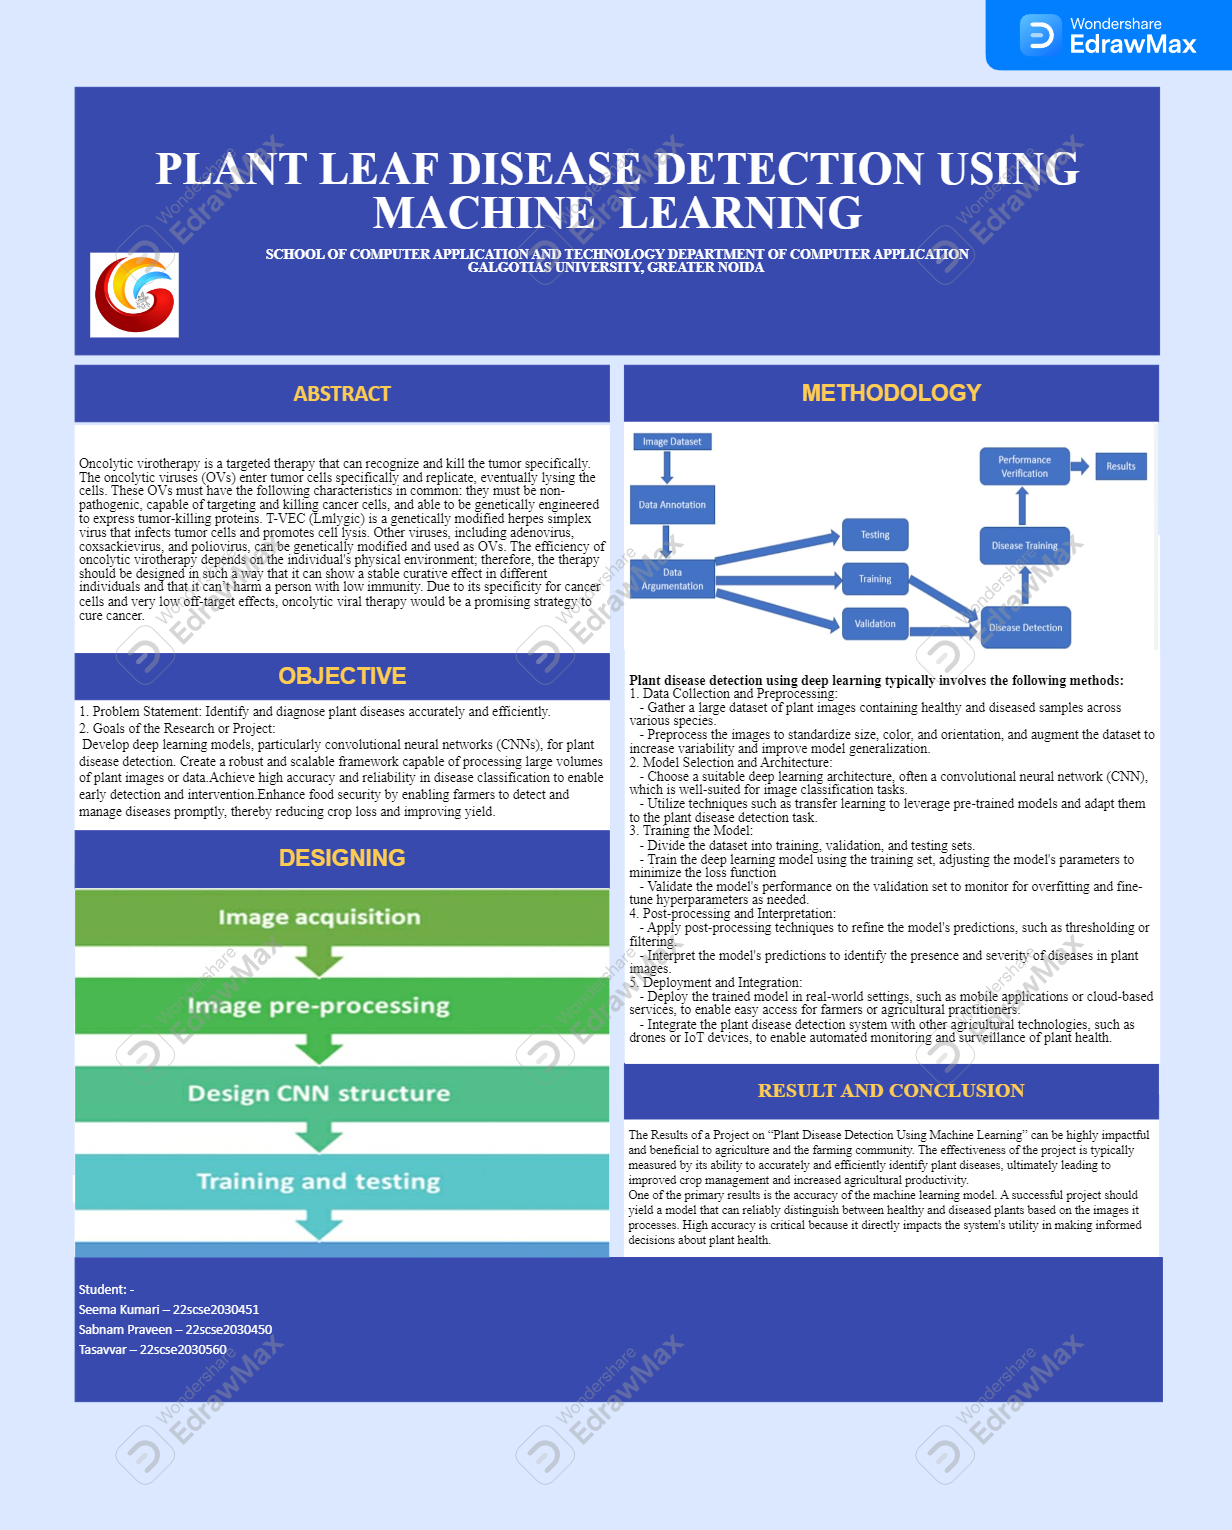 Wondershare
EdrawMax
PLANT LEAF DISEASE DETECTION USING
MACHINE LEARNING
SCHOOL OF COMPUTER APPLICATION AND TECHNOLOGY DEPARTMENT OF COMPUTER APPLICATION
GALGOTIAS UNIVERSITY, GREATER NOIDA
ABSTRACT
Oncolytic virotherapy is a targeted therapy that can recognize and kill the tumor specifically.
The oncolytic viruses (OVs) enter tumor cells specifically and replicate, eventually lysing the
cells. These OVs must have the following characteristics in common: they must be non-
pathogenic, capable of targeting and killing cancer cells, and able to be genetically engineered
to express tumor-killing proteins. T-VEC (Lmlygic) is a genetically modified herpes simplex
virus that infects tumor cells and promotes cell lysis. Other viruses, including adenovirus,
coxsackievirus, and poliovirus, can be genetically modified and used as OVs. The efficiency of
oncolytic virotherapy depends on the individual's physical environment; therefore, the therapy
should be designed in such a way that it can show a stable curative effect in different
individuals and that it can't harm a person with low immunity. Due to its specificity for cancer
cells and very low off-target effects, oncolytic viral therapy would be a promising strategy to
cure cancer.
OBJECTIVE
1. Problem Statement: Identify and diagnose plant diseases accurately and efficiently.
2. Goals of the Research or Project:
Develop deep learning models, particularly convolutional neural networks (CNNs), for plant
disease detection. Create a robust and scalable framework capable of processing large volumes
of plant images or data.Achieve high accuracy and reliability in disease classification to enable
early detection and intervention.Enhance food security by enabling farmers to detect and
manage diseases promptly, thereby reducing crop loss and improving yield.
DESIGNING
Image acquisition
Image pre-processing
Design CNN structure
Training and testing
METHODOLOGY
Image Dataset
Data Annotation
Data
Argumentation
Testing
Training
Validation
Disease Detection
Disease Training
Performance
Verification
Results
Plant disease detection using deep learning typically involves the following methods:
1. Data Collection and Preprocessing:
- Gather a large dataset of plant images containing healthy and diseased samples across
various species.
- Preprocess the images to standardize size, color, and orientation, and augment the dataset to
increase variability and improve model generalization.
2. Model Selection and Architecture:
- Choose a suitable deep learning architecture, often a convolutional neural network (CNN),
which is well-suited for image classification tasks.
- Utilize techniques such as transfer learning to leverage pre-trained models and adapt them
to the plant disease detection task.
3. Training the Model:
- Divide the dataset into training, validation, and testing sets.
- Train the deep learning model using the training set, adjusting the model's parameters to
minimize the loss function
- Validate the model's performance on the validation set to monitor for overfitting and fine-
tune hyperparameters as needed.
4. Post-processing and Interpretation:
- Apply post-processing techniques to refine the model's predictions, such as thresholding or
filtering.
- Interpret the model's predictions to identify the presence and severity of diseases in plant
images.
5. Deployment and Integration:
- Deploy the trained model in real-world settings, such as mobile applications or cloud-based
services, to enable easy access for farmers or agricultural practitioners.
- Integrate the plant disease detection system with other agricultural technologies, such as
drones or IoT devices, to enable automated monitoring and surveillance of plant health.
RESULT AND CONCLUSION
The Results of a Project on “Plant Disease Detection Using Machine Learning” can be highly impactful
and beneficial to agriculture and the farming community. The effectiveness of the project is typically
measured by its ability to accurately and efficiently identify plant diseases, ultimately leading to
improved crop management and increased agricultural productivity.
One of the primary results is the accuracy of the machine learning model. A successful project should
yield a model that can reliably distinguish between healthy and diseased plants based on the images it
processes. High accuracy is critical because it directly impacts the system's utility in making informed
decisions about plant health.
Student: -
Seema Kumari – 22scse2030451
Sabnam Praveen – 22scse2030450
Tasavvar – 22scse2030560